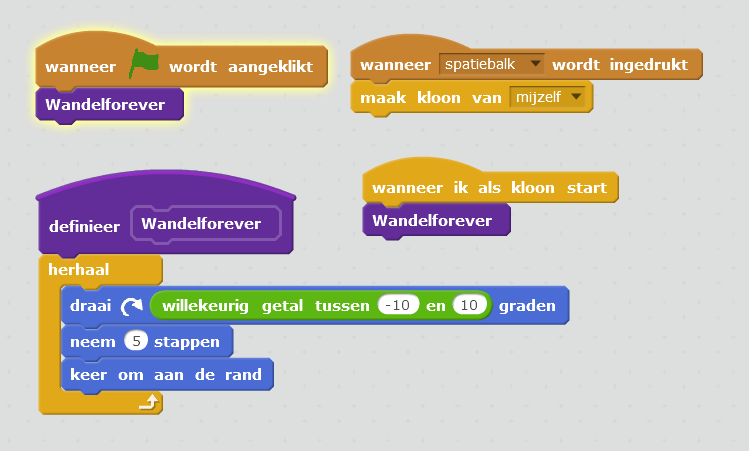 wanneer wordt aangeklikt
Wandelforever
wanneer spatiebalk wordt ingedrukt
maak kloon van mijzelf
definieer Wandelforever
herhaal
draai willekeurig getal tussen -10 en 10 graden
neem 5 stappen
keer om aan de rand
wanneer ik als kloon start
Wandelforever